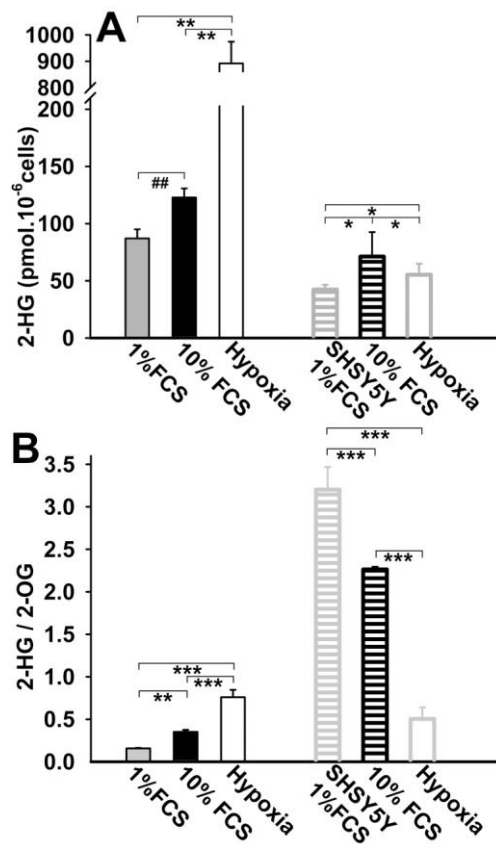 A
1000
900
800
200
150
100
50
0
2-HG (pmol.10⁻⁶cells)
**
**
##
*
*
*
1%FCS
10% FCS
Hypoxia
SHSY5Y
1%FCS
10% FCS
Hypoxia
B
3.5
3.0
2.5
2.0
1.5
1.0
0.5
0.0
2-HG / 2-OG
***
***
**
***
***
***
1%FCS
10% FCS
Hypoxia
SHSY5Y
1%FCS
10% FCS
Hypoxia